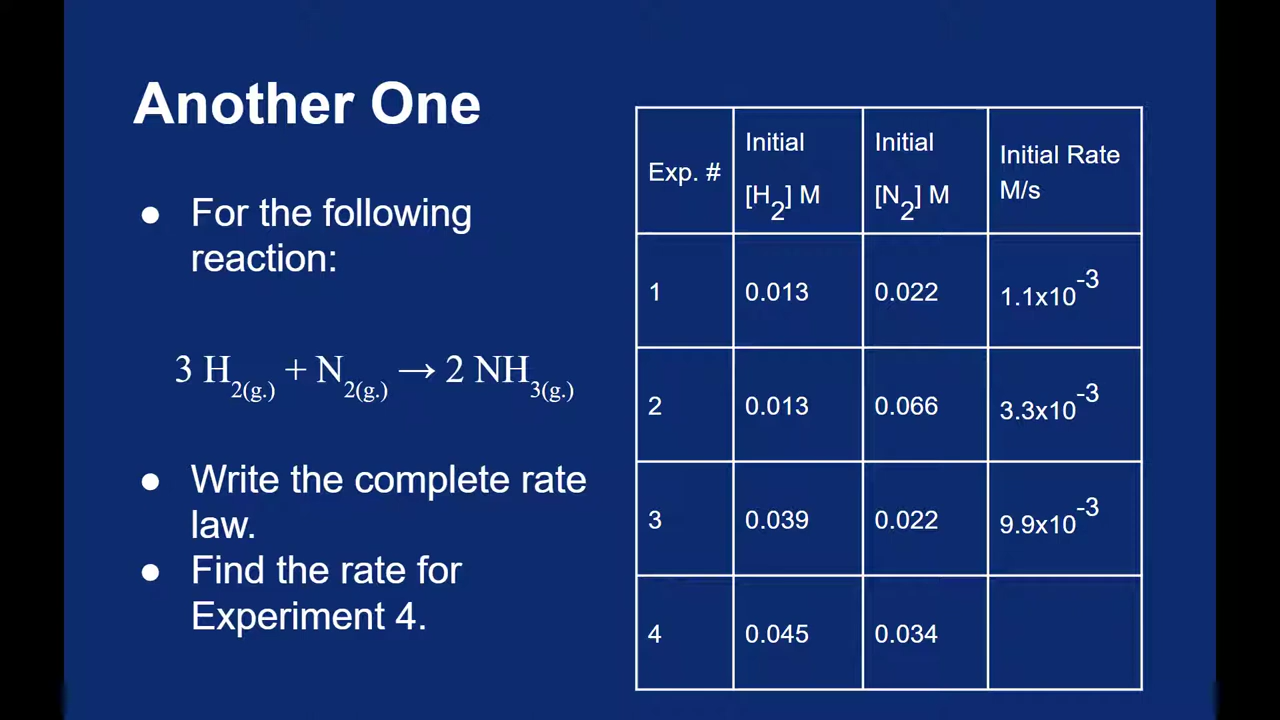 Another One
● For the following
reaction:
3 H2(g.) + N2(g.) → 2 NH3(g.)
● Write the complete rate
law.
● Find the rate for
Experiment 4.
Exp. #
Initial
[H2] M
Initial
[N2] M
Initial Rate
M/s
1 0.013 0.022 1.1x10-3
2 0.013 0.066 3.3x10-3
3 0.039 0.022 9.9x10-3
4 0.045 0.034